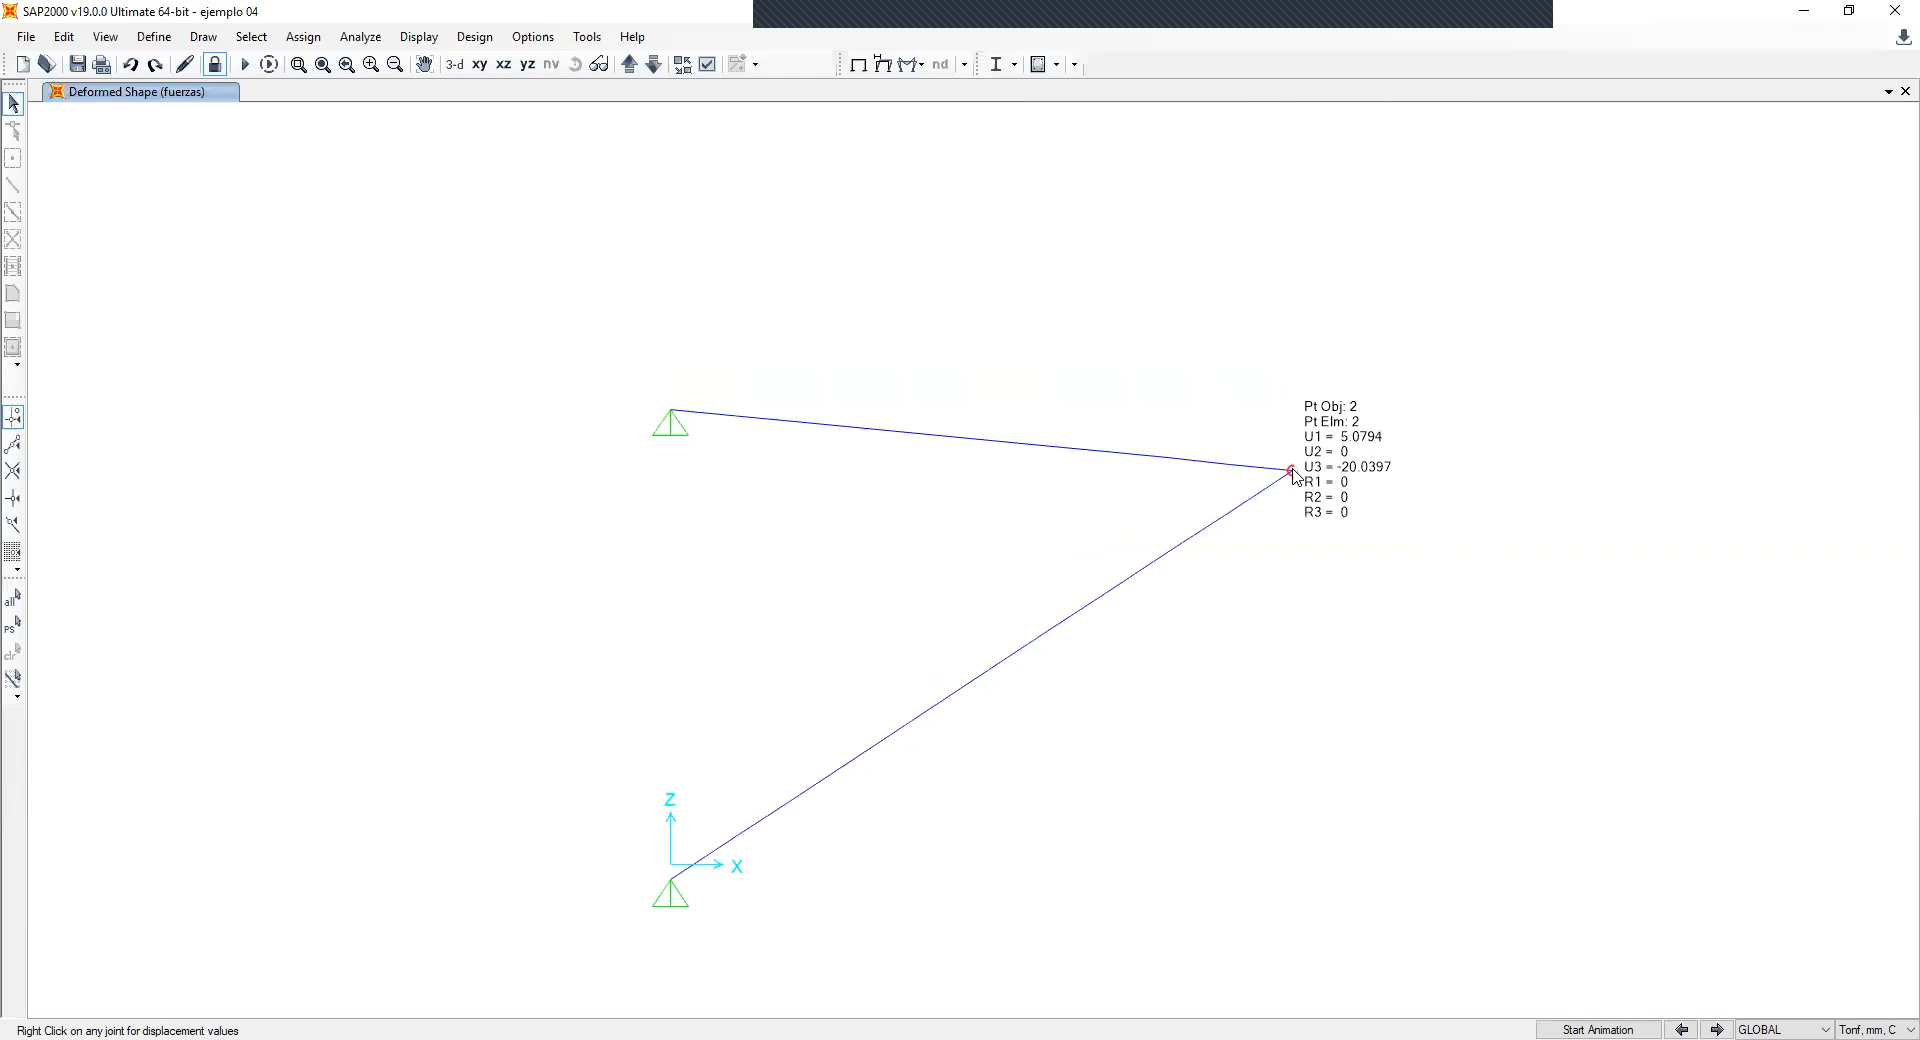 SAP2000 v19.0.0 Ultimate 64-bit - ejemplo 04
File Edit View Define Draw Select Assign Analyze Display Design Options Tools Help
3-d xy xz yz nv nd
Deformed Shape (fuerzas)
Pt Obj: 2
Pt Elm: 2
U1 = 5.0794
U2 = 0
U3 = -20.0397
R1 = 0
R2 = 0
R3 = 0
all
PS
clr
Z
X
Right Click on any joint for displacement values
Start Animation
GLOBAL
Tonf, mm, C